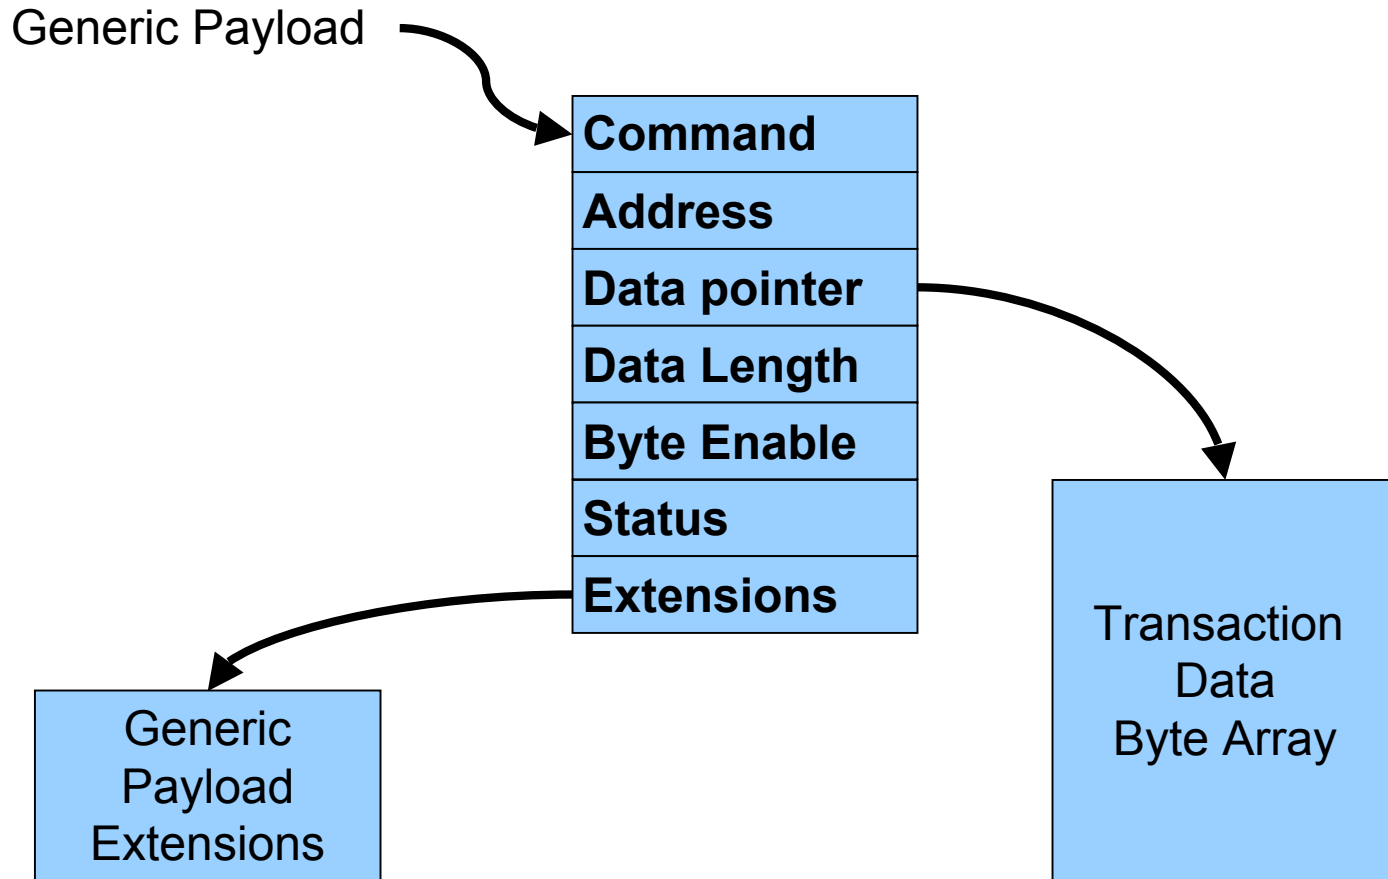 Generic Payload
Command
Address
Data pointer
Data Length
Byte Enable
Status
Extensions
Transaction
Data
Byte Array
Generic
Payload
Extensions